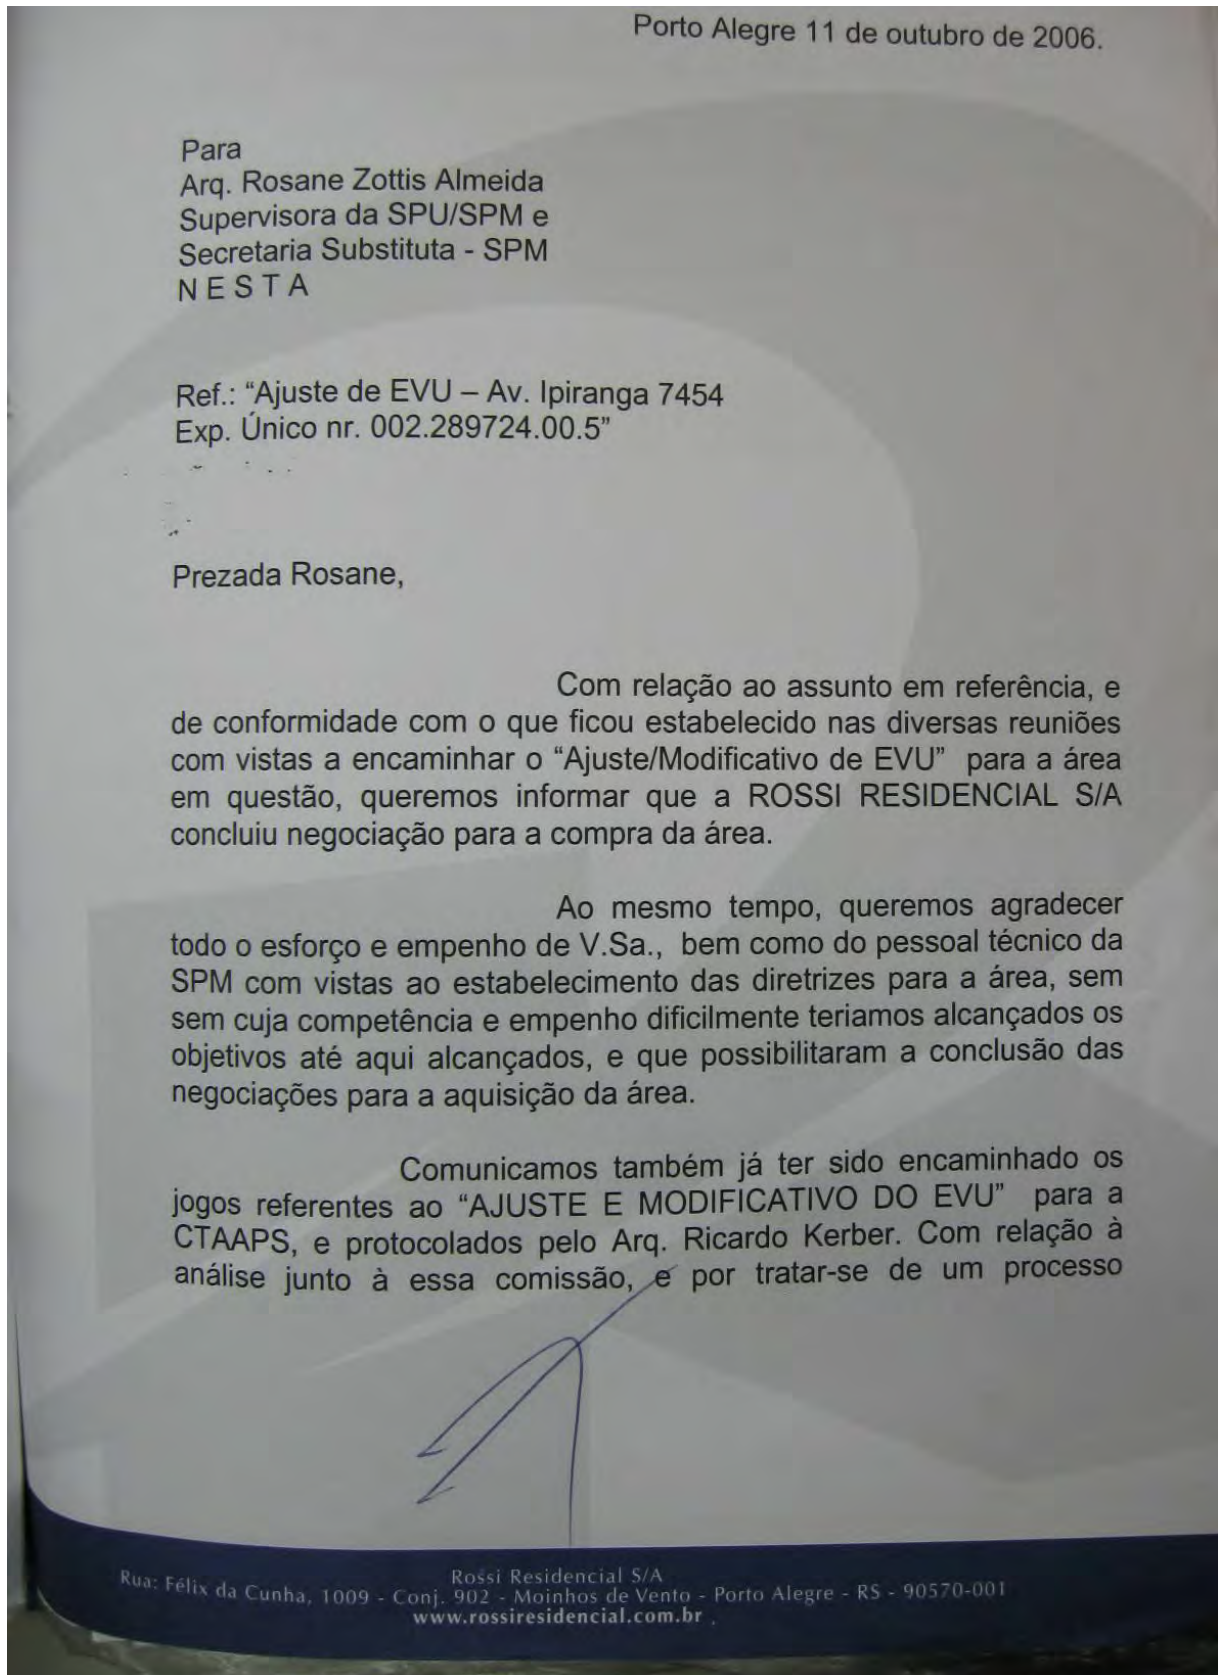 Porto Alegre 11 de outubro de 2006.
Para
Arq. Rosane Zottis Almeida
Supervisora da SPU/SPM e
Secretaria Substituta - SPM
N E S T A
Ref.: “Ajuste de EVU – Av. Ipiranga 7454
Exp. Único nr. 002.289724.00.5”
Prezada Rosane,
Com relação ao assunto em referência, e
de conformidade com o que ficou estabelecido nas diversas reuniões
com vistas a encaminhar o “Ajuste/Modificativo de EVU” para a área
em questão, queremos informar que a ROSSI RESIDENCIAL S/A
concluiu negociação para a compra da área.
Ao mesmo tempo, queremos agradecer
todo o esforço e empenho de V.Sa., bem como do pessoal técnico da
SPM com vistas ao estabelecimento das diretrizes para a área, sem
sem cuja competência e empenho dificilmente teriamos alcançados os
objetivos até aqui alcançados, e que possibilitaram a conclusão das
negociações para a aquisição da área.
Comunicamos também já ter sido encaminhado os
jogos referentes ao “AJUSTE E MODIFICATIVO DO EVU” para a
CTAAPS, e protocolados pelo Arq. Ricardo Kerber. Com relação à
análise junto à essa comissão, e por tratar-se de um processo
Rossi Residencial S/A
Rua: Félix da Cunha, 1009 - Conj. 902 - Moinhos de Vento - Porto Alegre - RS - 90570-001
www.rossiresidencial.com.br